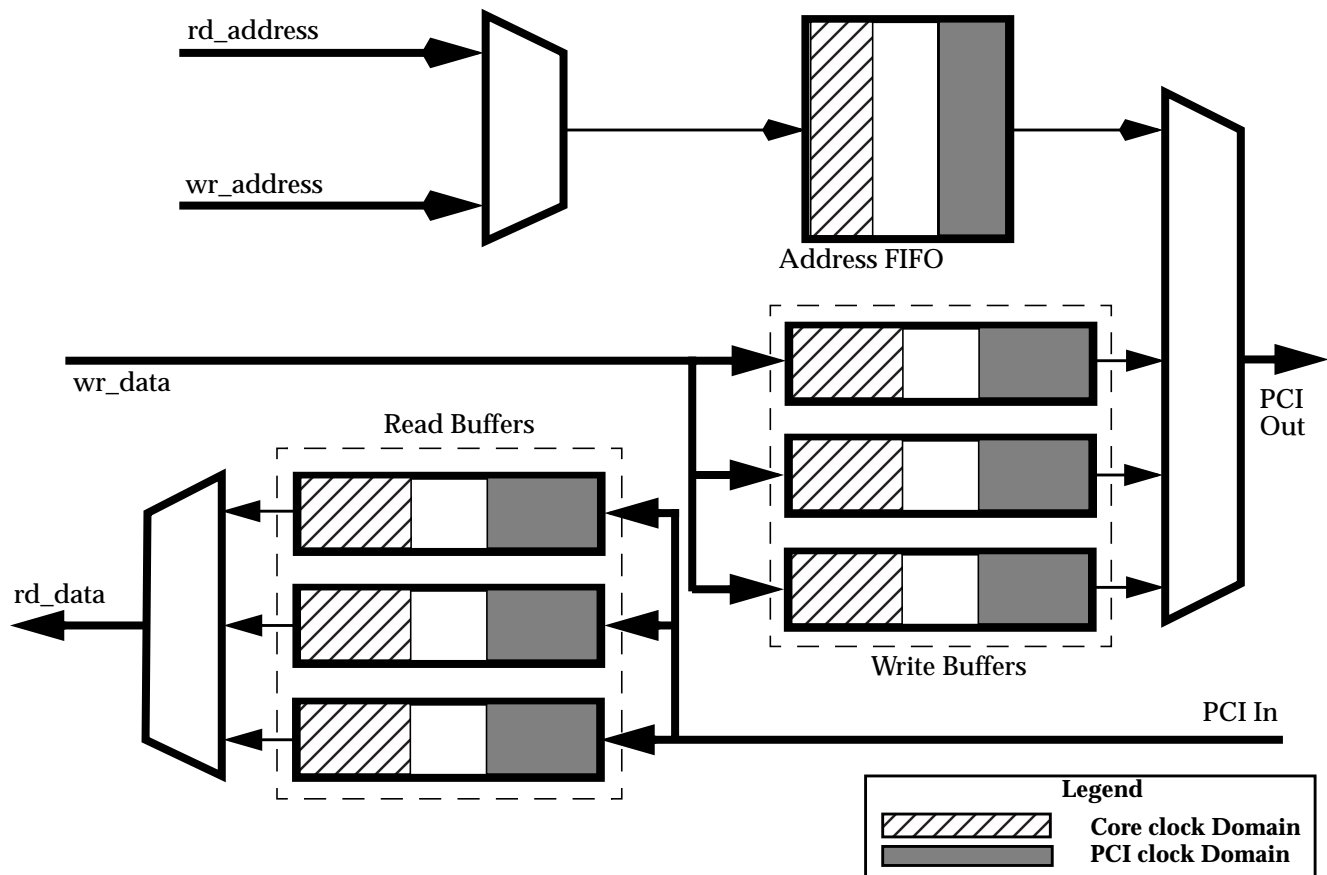 rd_address
wr_address
Address FIFO
wr_data
PCI
Out
Read Buffers
rd_data
Write Buffers
PCI In
Legend
Core clock Domain
PCI clock Domain